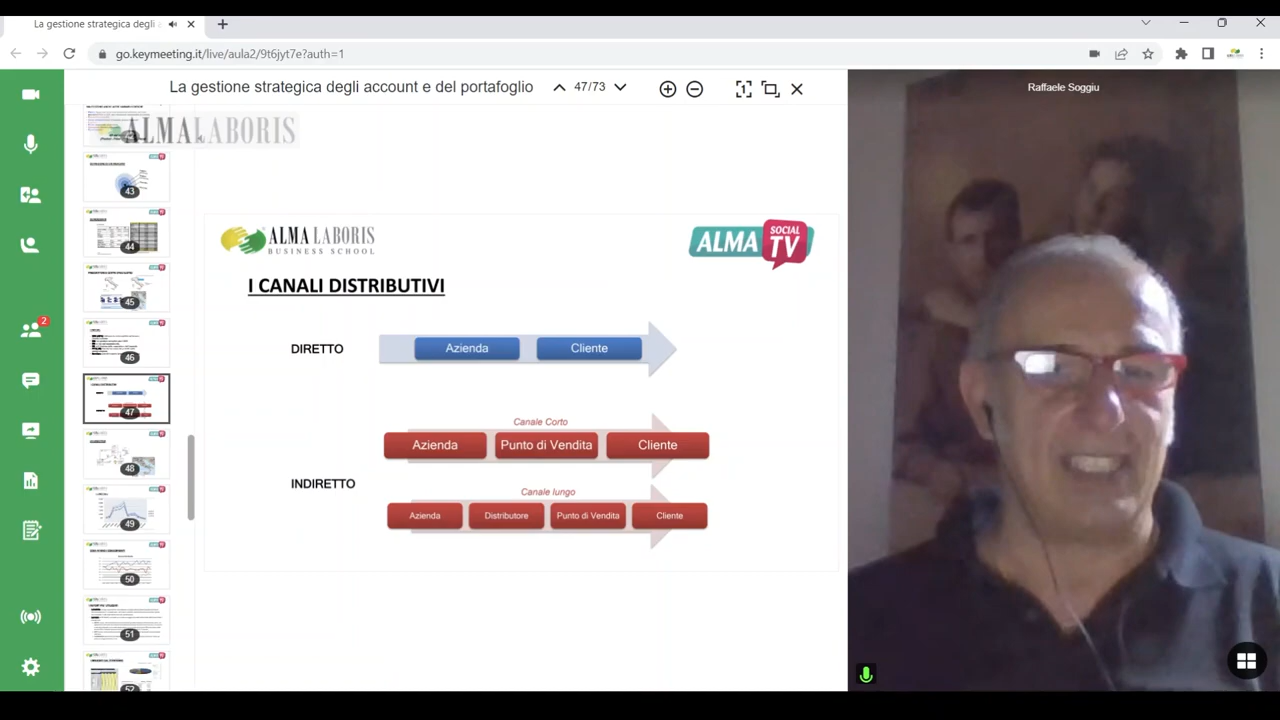 La gestione strategica degli a
go.keymeeting.it/live/aula2/9t6jyt7e?auth=1
La gestione strategica degli account e del portafoglio
47/73
Raffaele Soggiu
ALMALABORIS
43
44
45
46
47
48
49
50
51
52
2
ALMA LABORIS
BUSINESS SCHOOL
ALMA SOCIAL TV
I CANALI DISTRIBUTIVI
DIRETTO
Azienda Cliente
Canale Corto
Azienda Punto di Vendita Cliente
INDIRETTO
Canale lungo
Azienda Distributore Punto di Vendita Cliente